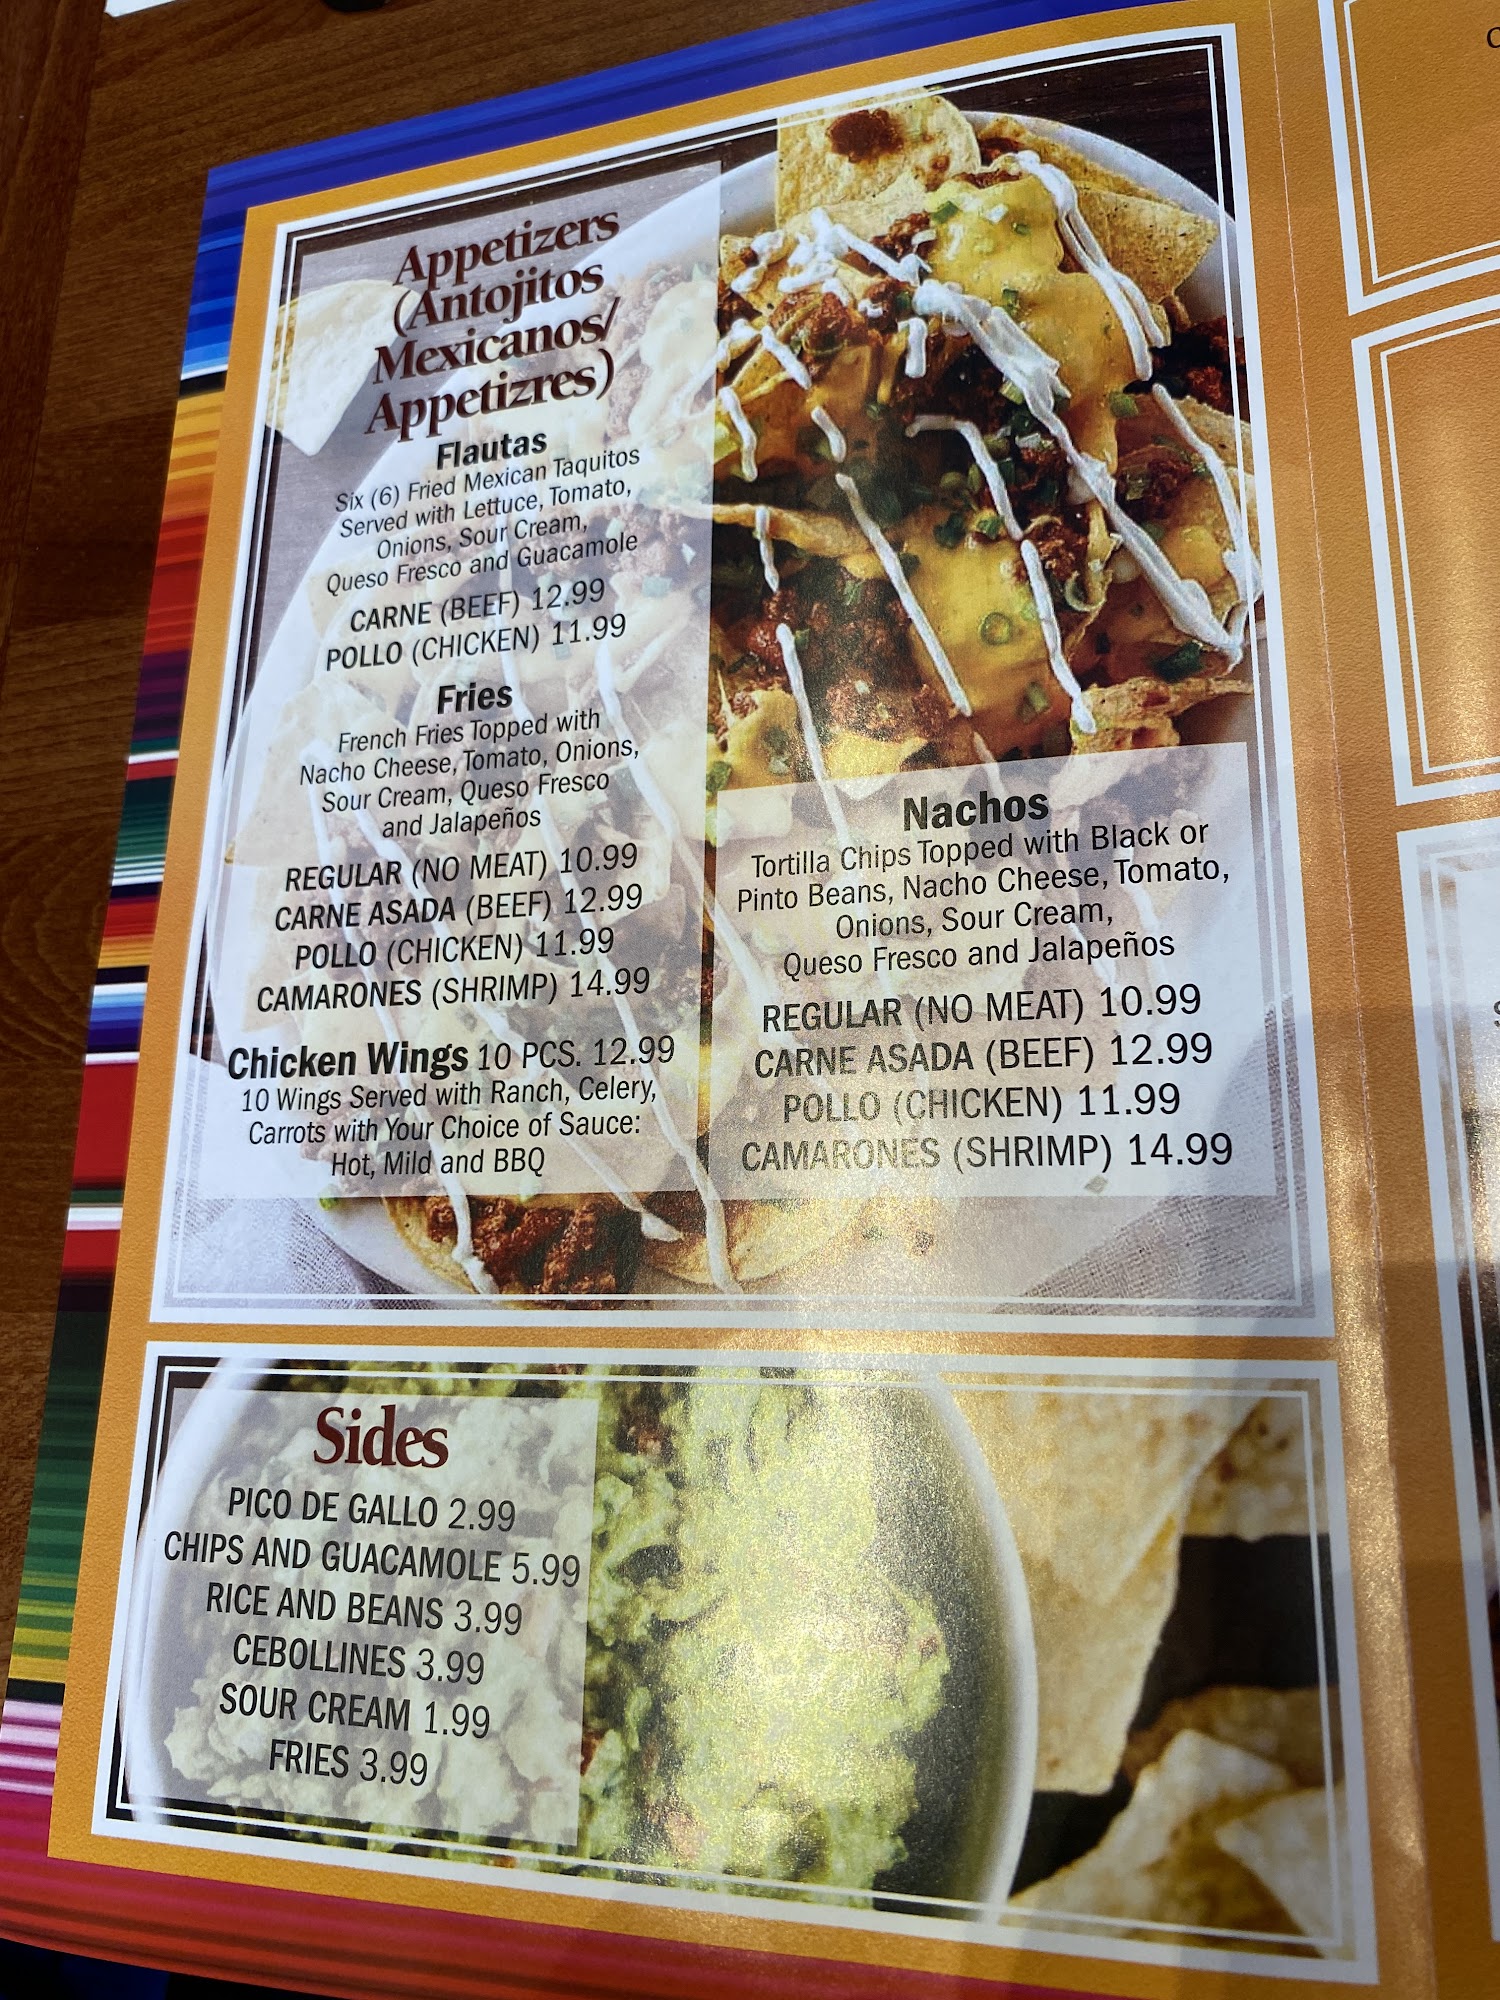 Appetizers
(Antojitos
Mexicanos/
Appetizres)
Flautas
Six (6) Fried Mexican Taquitos
Served with Lettuce, Tomato,
Onions, Sour Cream,
Queso Fresco and Guacamole
CARNE (BEEF) 12.99
POLLO (CHICKEN) 11.99
Fries
French Fries Topped with
Nacho Cheese, Tomato, Onions,
Sour Cream, Queso Fresco
and Jalapeños
REGULAR (NO MEAT) 10.99
CARNE ASADA (BEEF) 12.99
POLLO (CHICKEN) 11.99
CAMARONES (SHRIMP) 14.99
Chicken Wings 10 PCS. 12.99
10 Wings Served with Ranch, Celery,
Carrots with Your Choice of Sauce:
Hot, Mild and BBQ
Nachos
Tortilla Chips Topped with Black or
Pinto Beans, Nacho Cheese, Tomato,
Onions, Sour Cream,
Queso Fresco and Jalapeños
REGULAR (NO MEAT) 10.99
CARNE ASADA (BEEF) 12.99
POLLO (CHICKEN) 11.99
CAMARONES (SHRIMP) 14.99
Sides
PICO DE GALLO 2.99
CHIPS AND GUACAMOLE 5.99
RICE AND BEANS 3.99
CEBOLLINES 3.99
SOUR CREAM 1.99
FRIES 3.99